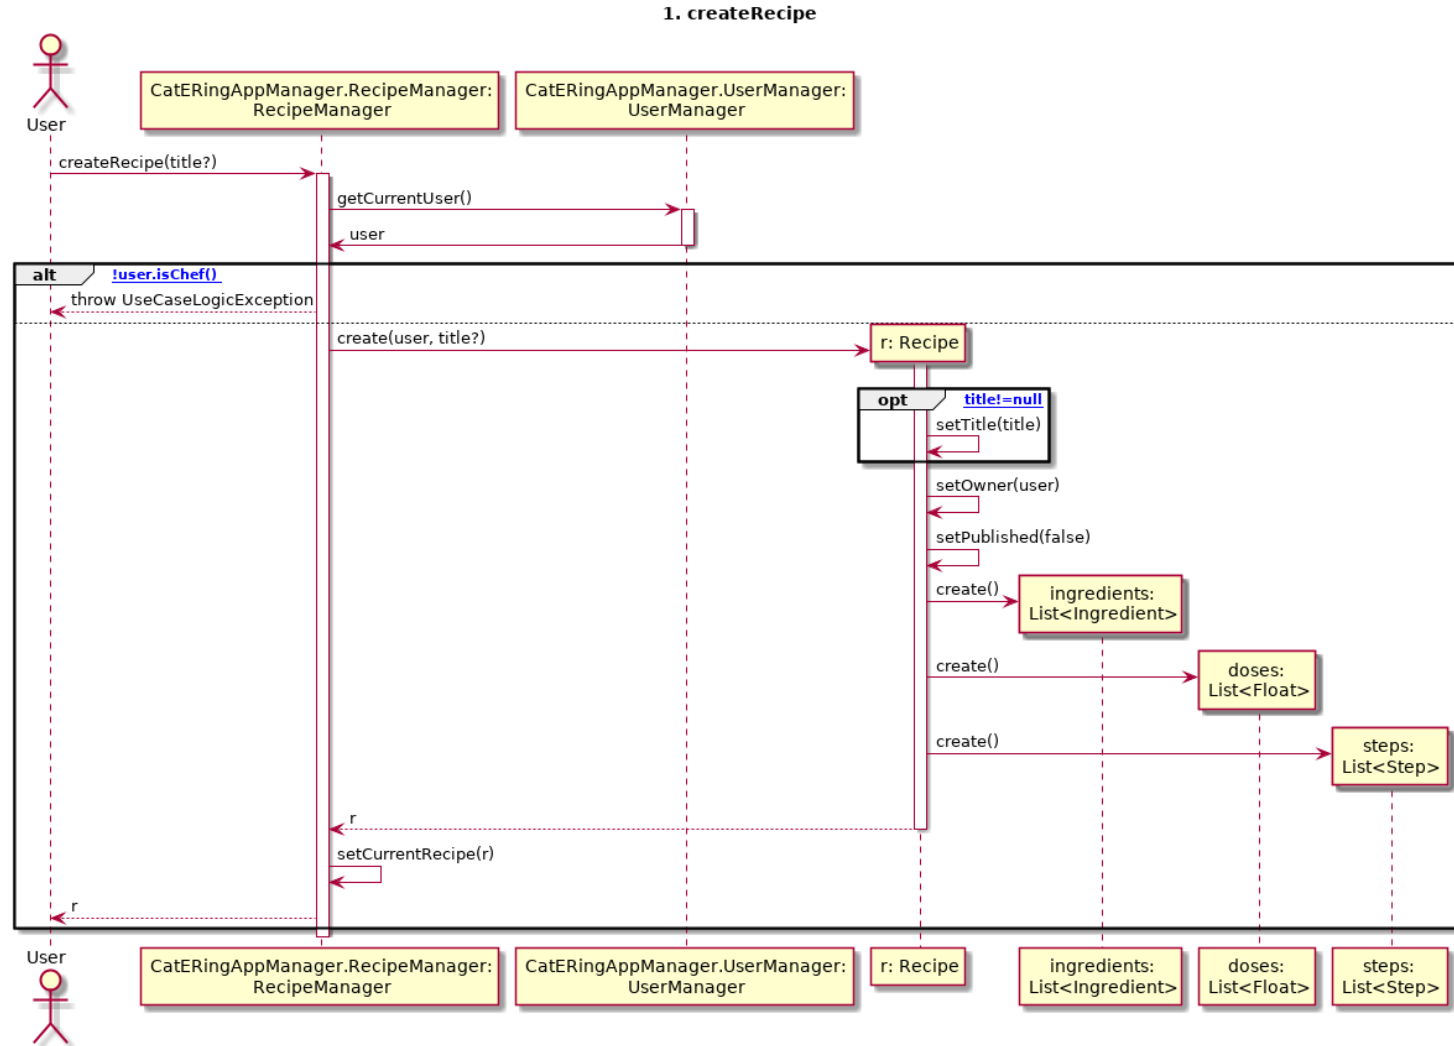 1. createRecipe
User
CatERingAppManager.RecipeManager:
RecipeManager
CatERingAppManager.UserManager:
UserManager
createRecipe(title?)
getCurrentUser()
user
alt
!user.isChef()
throw UseCaseLogicException
create(user, title?)
r: Recipe
opt
title!=null
setTitle(title)
setOwner(user)
setPublished(false)
create()
ingredients:
List<Ingredient>
create()
doses:
List<Float>
create()
steps:
List<Step>
r
setCurrentRecipe(r)
r
User
CatERingAppManager.RecipeManager:
RecipeManager
CatERingAppManager.UserManager:
UserManager
r: Recipe
ingredients:
List<Ingredient>
doses:
List<Float>
steps:
List<Step>